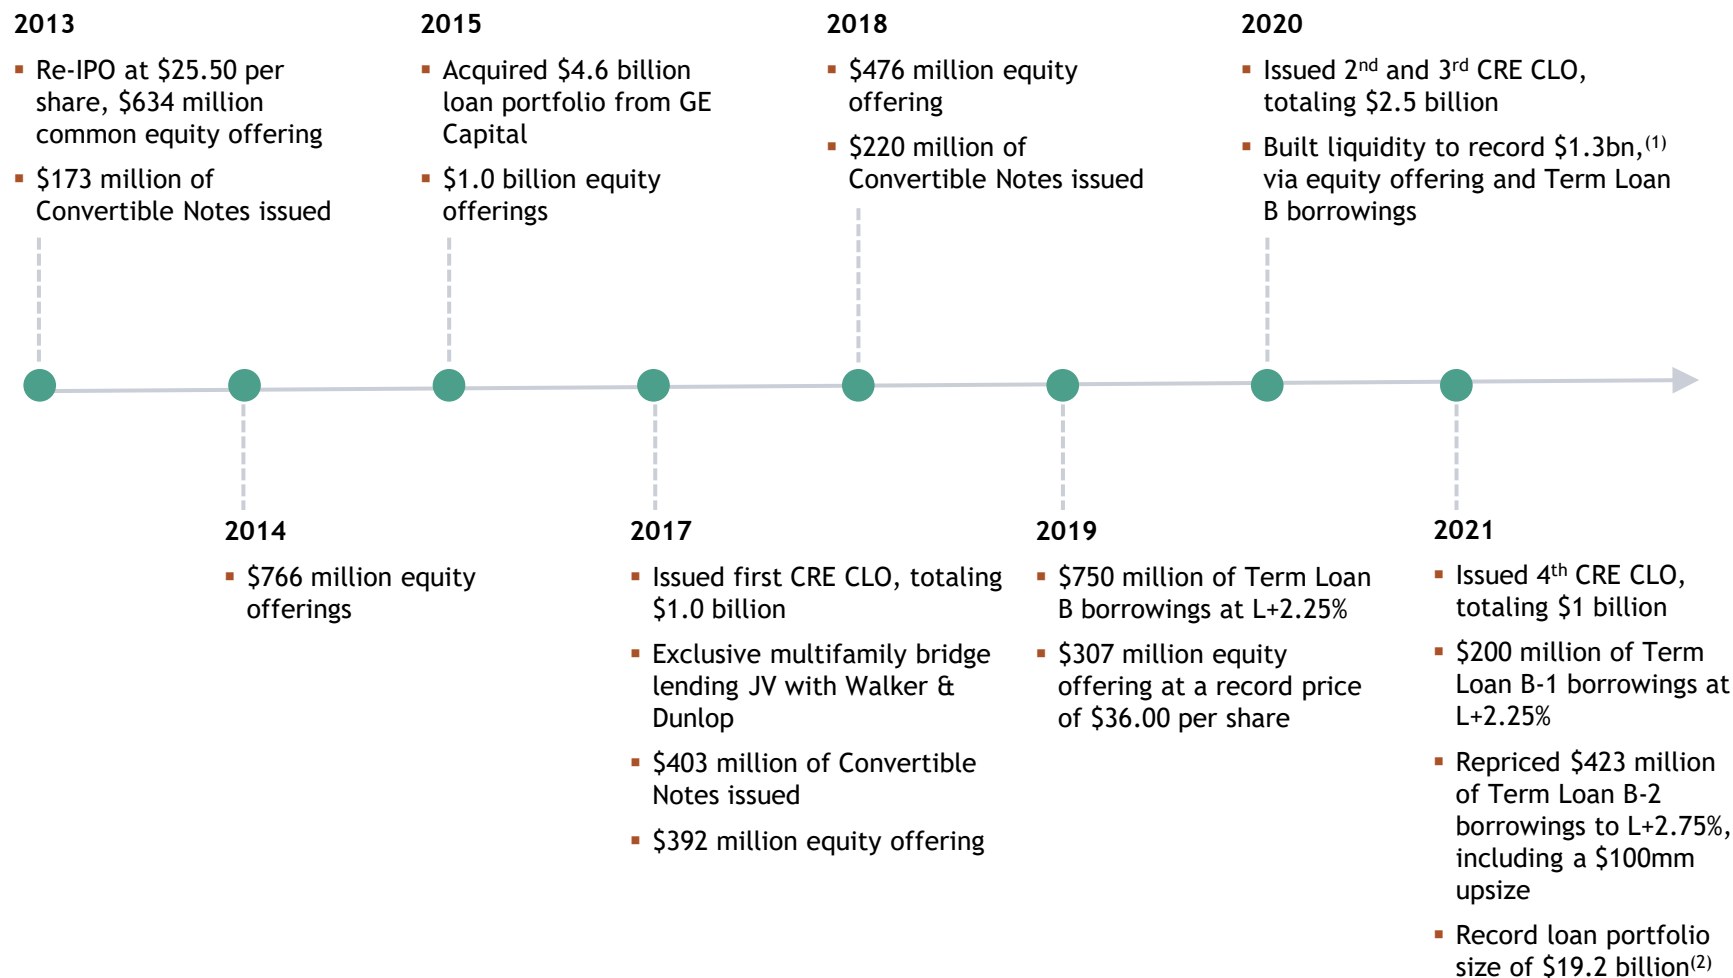 2013
▪ Re-IPO at $25.50 per
share, $634 million
common equity offering
▪ $173 million of
Convertible Notes issued
2015
▪ Acquired $4.6 billion
loan portfolio from GE
Capital
▪ $1.0 billion equity
offerings
2018
▪ $476 million equity
offering
▪ $220 million of
Convertible Notes issued
2020
▪ Issued 2nd and 3rd CRE CLO,
totaling $2.5 billion
▪ Built liquidity to record $1.3bn,(1)
via equity offering and Term Loan
B borrowings
2014
▪ $766 million equity
offerings
2017
▪ Issued first CRE CLO, totaling
$1.0 billion
▪ Exclusive multifamily bridge
lending JV with Walker &
Dunlop
▪ $403 million of Convertible
Notes issued
▪ $392 million equity offering
2019
▪ $750 million of Term Loan
B borrowings at L+2.25%
▪ $307 million equity
offering at a record price
of $36.00 per share
2021
▪ Issued 4th CRE CLO,
totaling $1 billion
▪ $200 million of Term
Loan B-1 borrowings at
L+2.25%
▪ Repriced $423 million
of Term Loan B-2
borrowings to L+2.75%,
including a $100mm
upsize
▪ Record loan portfolio
size of $19.2 billion(2)